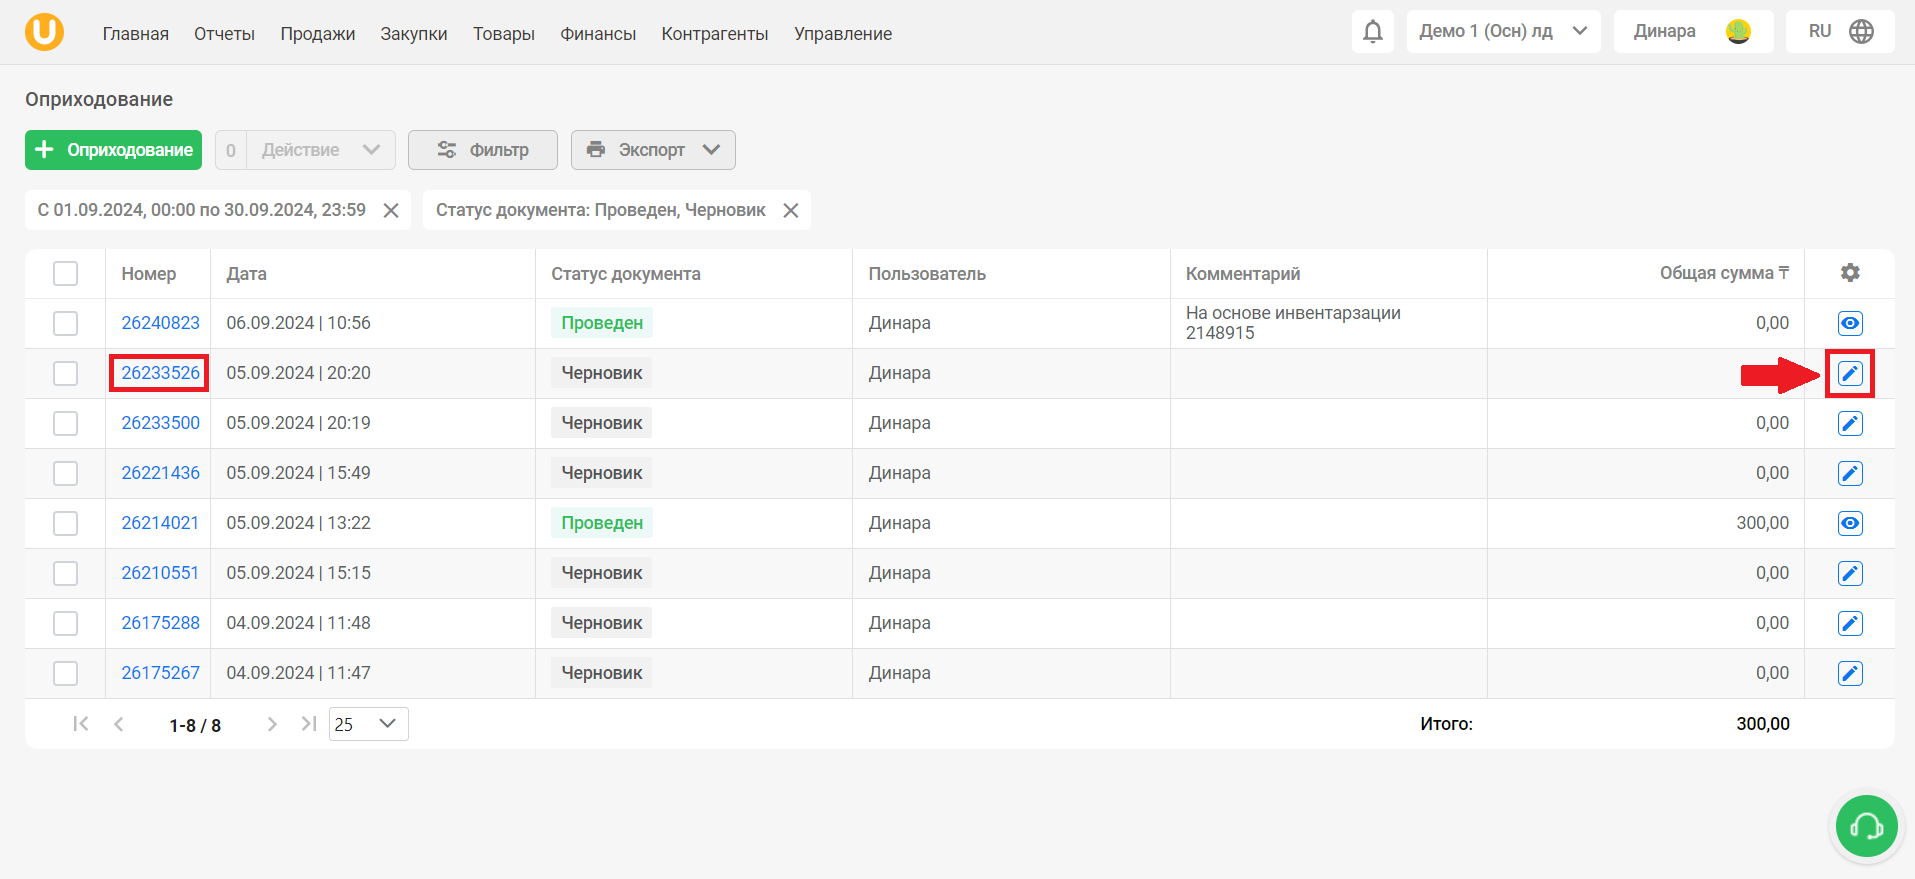 Главная Отчеты Продажи Закупки Товары Финансы Контрагенты Управление Демо 1 (Осн) лд Динара RU
Оприходование
Оприходование 0 Действие Фильтр Экспорт
С 01.09.2024, 00:00 по 30.09.2024, 23:59 Статус документа: Проведен, Черновик
Номер Дата Статус документа Пользователь Комментарий Общая сумма ₸
26240823 06.09.2024 | 10:56 Проведен Динара На основе инвентарзации 2148915 0,00
26233526 05.09.2024 | 20:20 Черновик Динара
26233500 05.09.2024 | 20:19 Черновик Динара 0,00
26221436 05.09.2024 | 15:49 Черновик Динара 0,00
26214021 05.09.2024 | 13:22 Проведен Динара 300,00
26210551 05.09.2024 | 15:15 Черновик Динара 0,00
26175288 04.09.2024 | 11:48 Черновик Динара 0,00
26175267 04.09.2024 | 11:47 Черновик Динара 0,00
1-8 / 8 25 Итого: 300,00